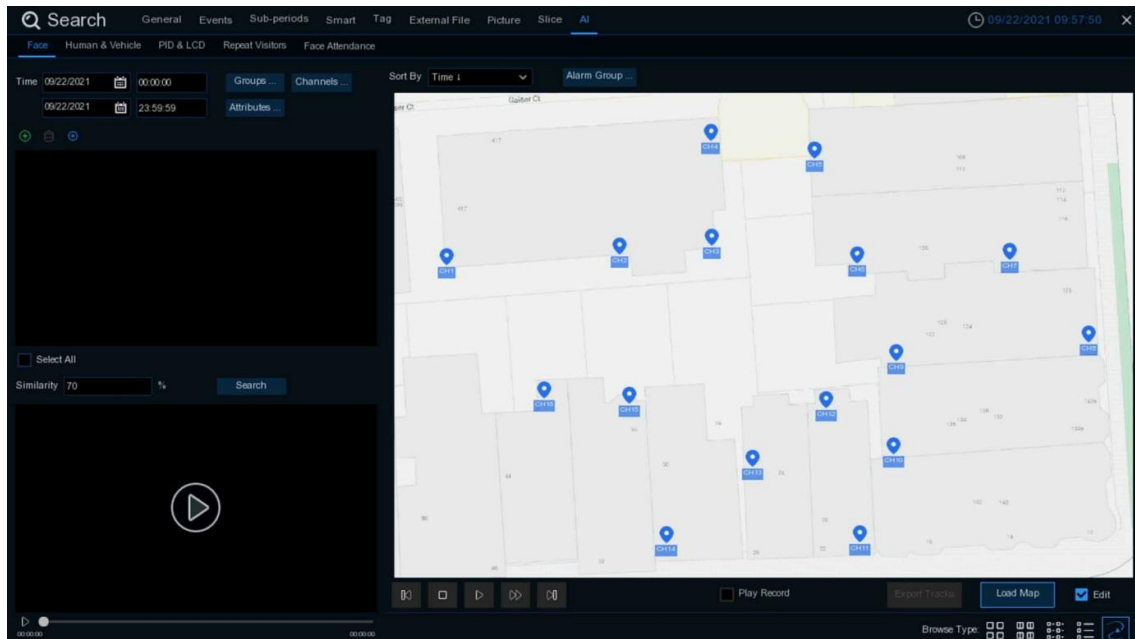 Search General Events Sub-periods Smart Tag External File Picture Slice AI 09/22/2021 09:57:50
Face Human & Vehicle PID & LCD Repeat Visitors Face Attendance
Time 09/22/2021 00:00:00 Groups ... Channels ...
09/22/2021 23:59:59 Attributes ...
Select All
Similarity 70 % Search
00:00:00 00:00:00
Sort By Time ↓ Alarm Group ...
CH4
CH5
CH1 CH2 CH3 CH6 CH7
CH8
CH9
CH16 CH15 CH12
CH13 CH10
CH14 CH11
Play Record Export Tracks Load Map Edit
Browse Type: